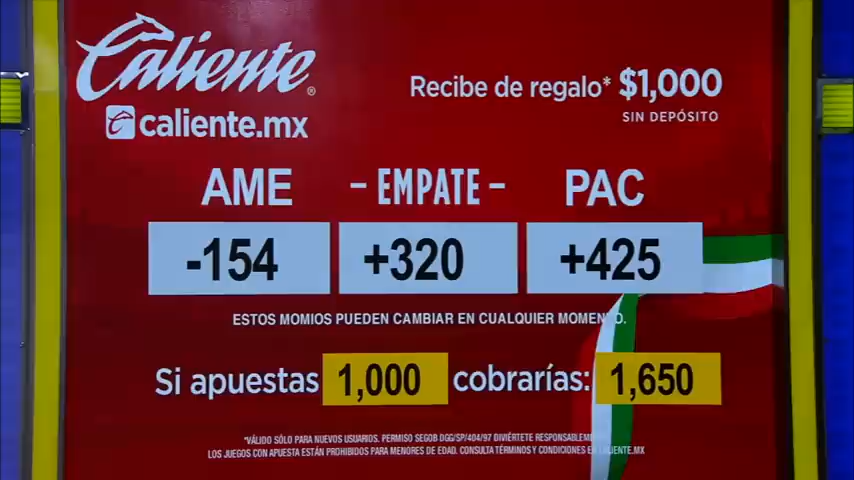 Caliente®
caliente.mx
Recibe de regalo* $1,000
SIN DEPÓSITO
AME - EMPATE - PAC
-154 +320 +425
ESTOS MOMIOS PUEDEN CAMBIAR EN CUALQUIER MOMENTO.
Si apuestas 1,000 cobrarías: 1,650
*VÁLIDO SÓLO PARA NUEVOS USUARIOS. PERMISO SEGOB DGG/SP/404/97 DIVIÉRTETE
LOS JUEGOS CON APUESTA ESTÁN PROHIBIDOS PARA MENORES DE EDAD. CONSULTA TÉRMINOS Y CONDICIONES EN CALIENTE.MX